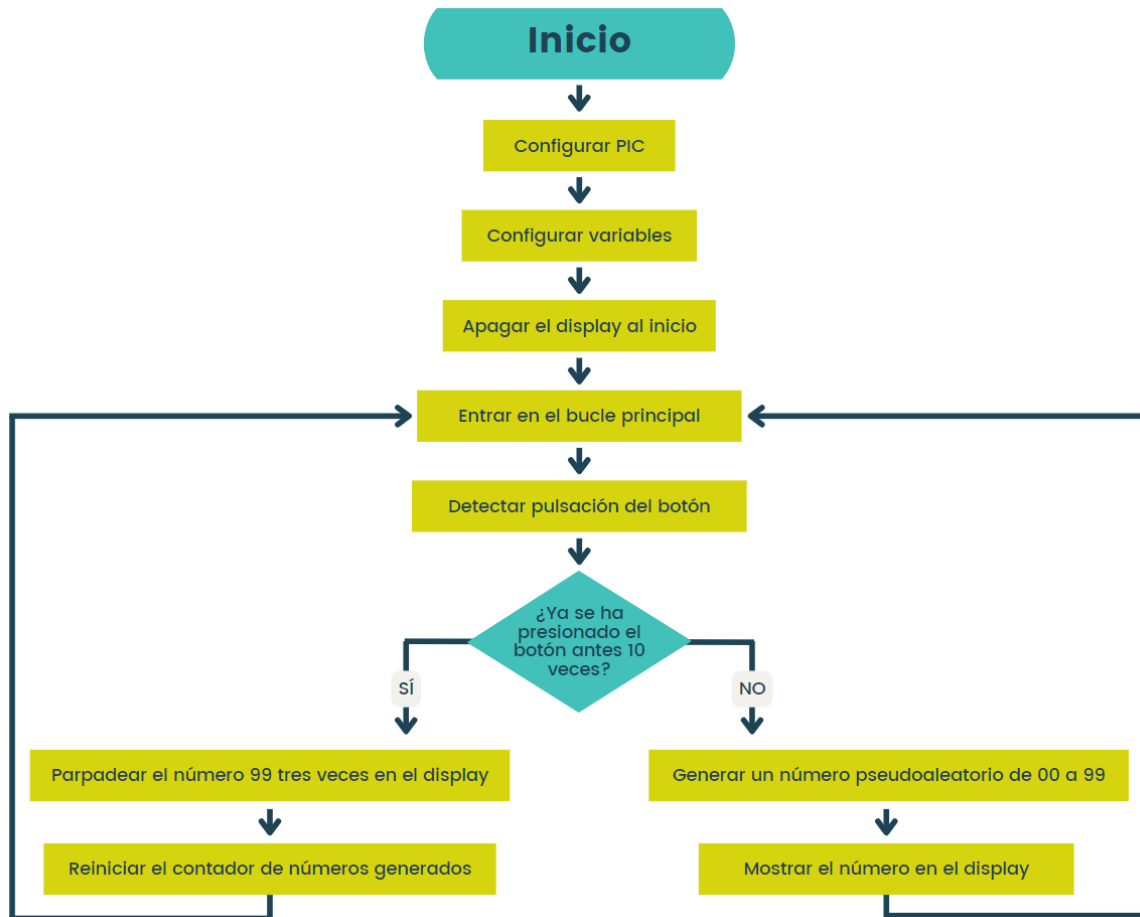 Inicio
Configurar PIC
Configurar variables
Apagar el display al inicio
Entrar en el bucle principal
Detectar pulsación del botón
¿Ya se ha
presionado el
botón antes 10
veces?
SÍ
NO
Parpadear el número 99 tres veces en el display
Generar un número pseudoaleatorio de 00 a 99
Reiniciar el contador de números generados
Mostrar el número en el display